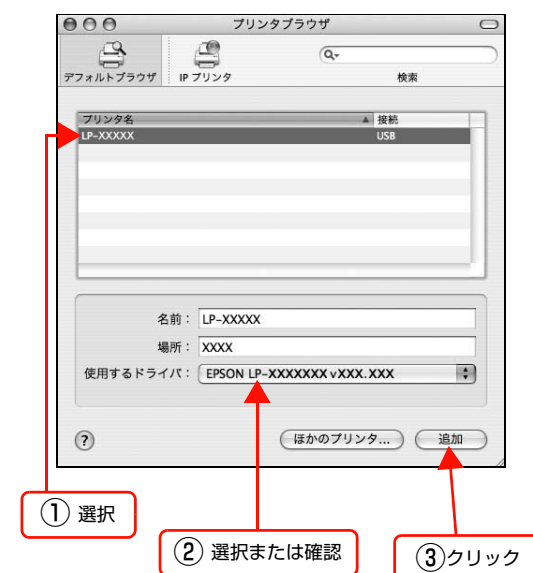 プリンタブラウザ
デフォルトブラウザ IP プリンタ 検索
プリンタ名 接続
LP-XXXXX USB
名前： LP-XXXXX
場所： XXXX
使用するドライバ： EPSON LP-XXXXXXX vXXX.XXX
? ほかのプリンタ... 追加
① 選択
② 選択または確認
③クリック